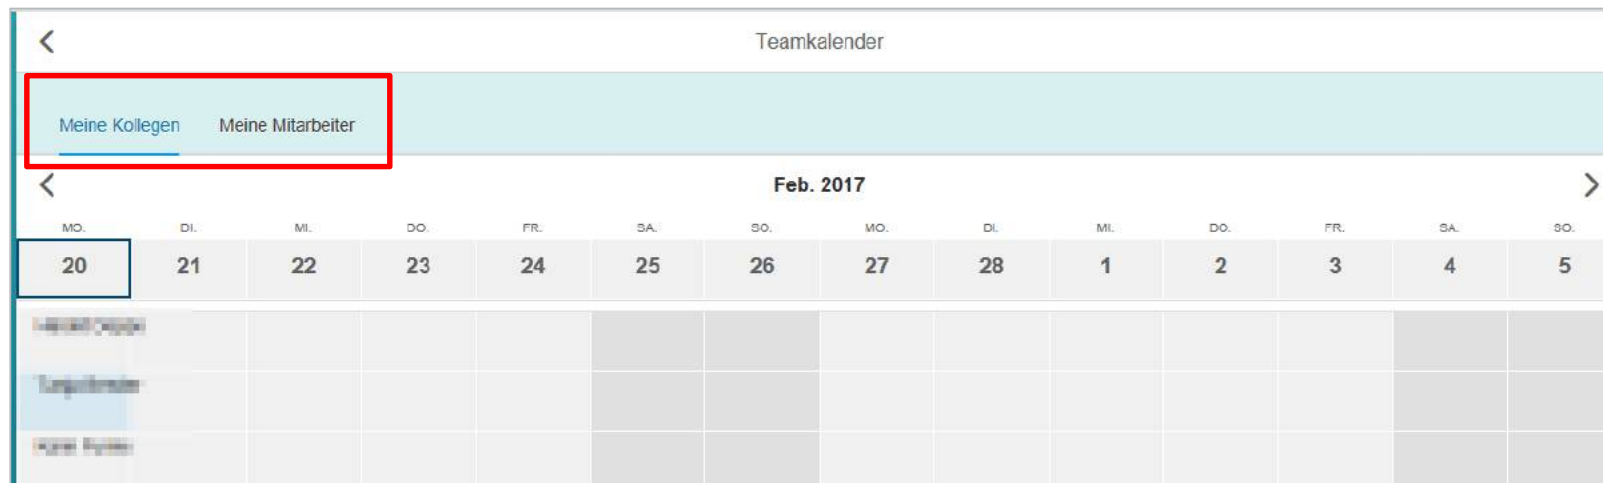 Teamkalender
Meine Kollegen Meine Mitarbeiter
Feb. 2017
MO. DI. MI. DO. FR. SA. SO. MO. DI. MI. DO. FR. SA. SO.
20 21 22 23 24 25 26 27 28 1 2 3 4 5